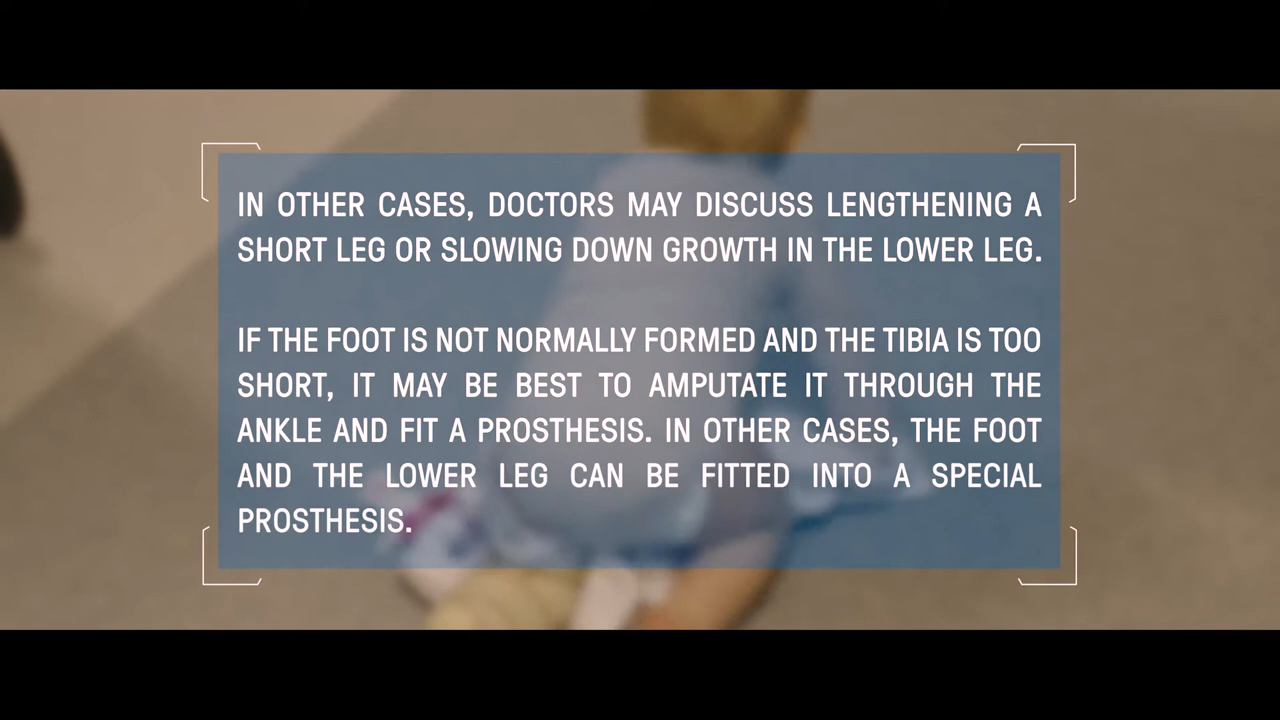 IN OTHER CASES, DOCTORS MAY DISCUSS LENGTHENING A
SHORT LEG OR SLOWING DOWN GROWTH IN THE LOWER LEG.
IF THE FOOT IS NOT NORMALLY FORMED AND THE TIBIA IS TOO
SHORT, IT MAY BE BEST TO AMPUTATE IT THROUGH THE
ANKLE AND FIT A PROSTHESIS. IN OTHER CASES, THE FOOT
AND THE LOWER LEG CAN BE FITTED INTO A SPECIAL
PROSTHESIS.